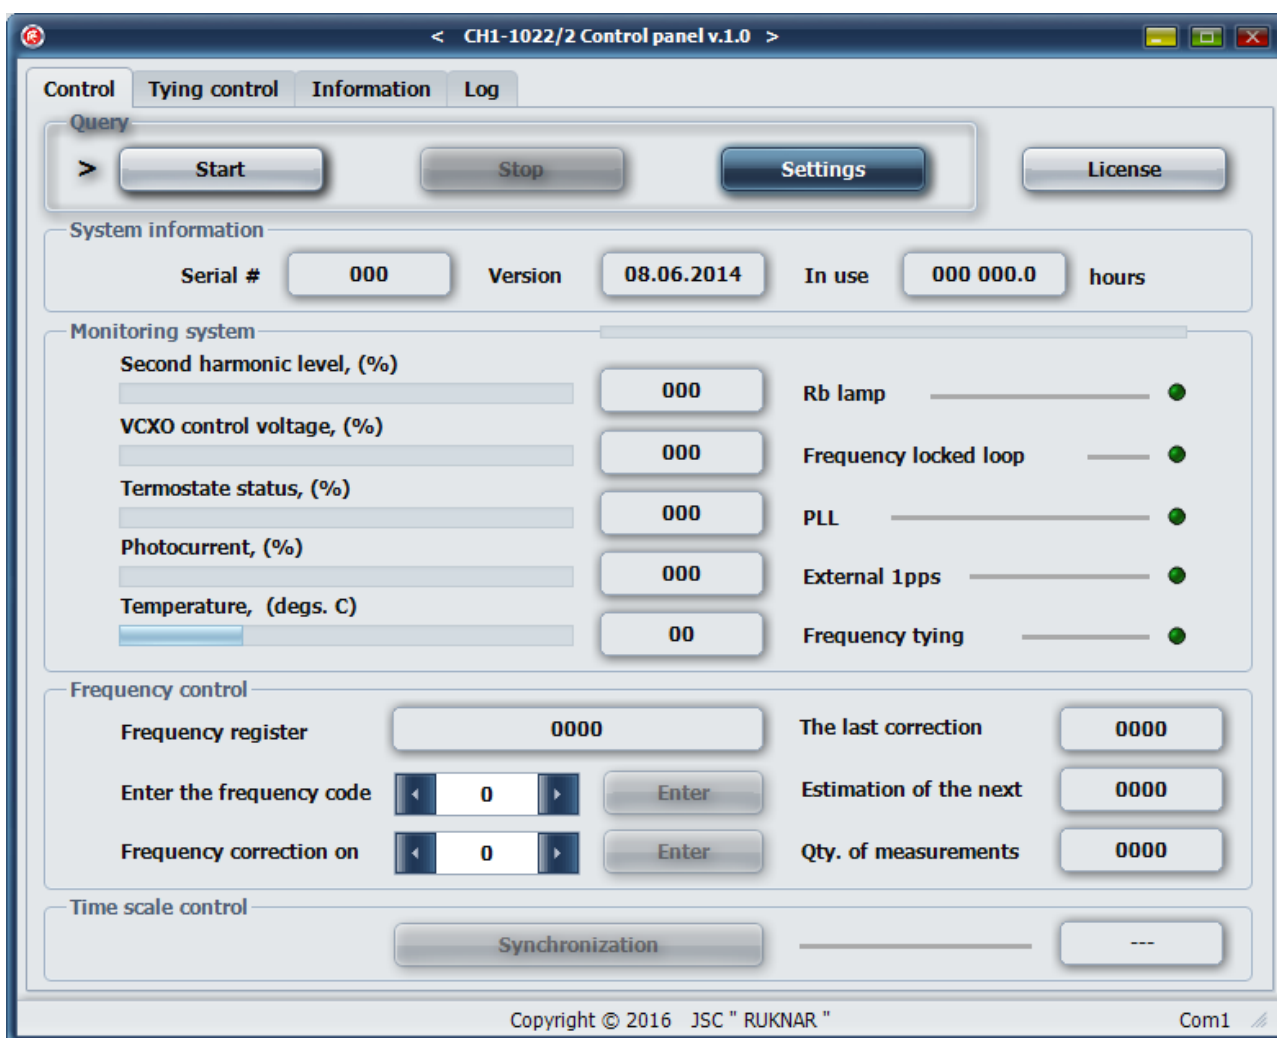 < CH1-1022/2 Control panel v.1.0 >
Control Tying control Information Log
Query
> Start Stop Settings License
System information
Serial # 000 Version 08.06.2014 In use 000 000.0 hours
Monitoring system
Second harmonic level, (%)
000 Rb lamp
VCXO control voltage, (%)
000 Frequency locked loop
Termostate status, (%)
000 PLL
Photocurrent, (%)
000 External 1pps
Temperature, (degs. C)
00 Frequency tying
Frequency control
Frequency register 0000 The last correction 0000
Enter the frequency code 0 Enter Estimation of the next 0000
Frequency correction on 0 Enter Qty. of measurements 0000
Time scale control
Synchronization ---
Copyright © 2016 JSC " RUKNAR " Com1